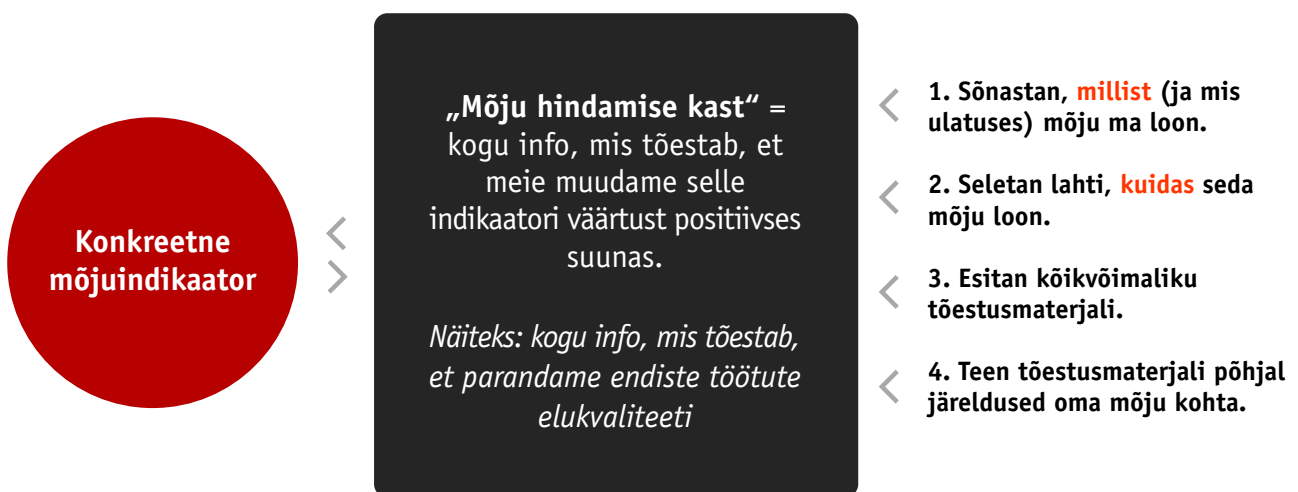 Konkreetne
mõjuindikaator
„Mõju hindamise kast“ =
kogu info, mis tõestab, et
meie muudame selle
indikaatori väärtust positiivses
suunas.
Näiteks: kogu info, mis tõestab,
et parandame endiste töötute
elukvaliteeti
1. Sõnastan, millist (ja mis
ulatuses) mõju ma loon.
2. Seletan lahti, kuidas seda
mõju loon.
3. Esitan kõikvõimaliku
tõestusmaterjali.
4. Teen tõestusmaterjali põhjal
järeldused oma mõju kohta.